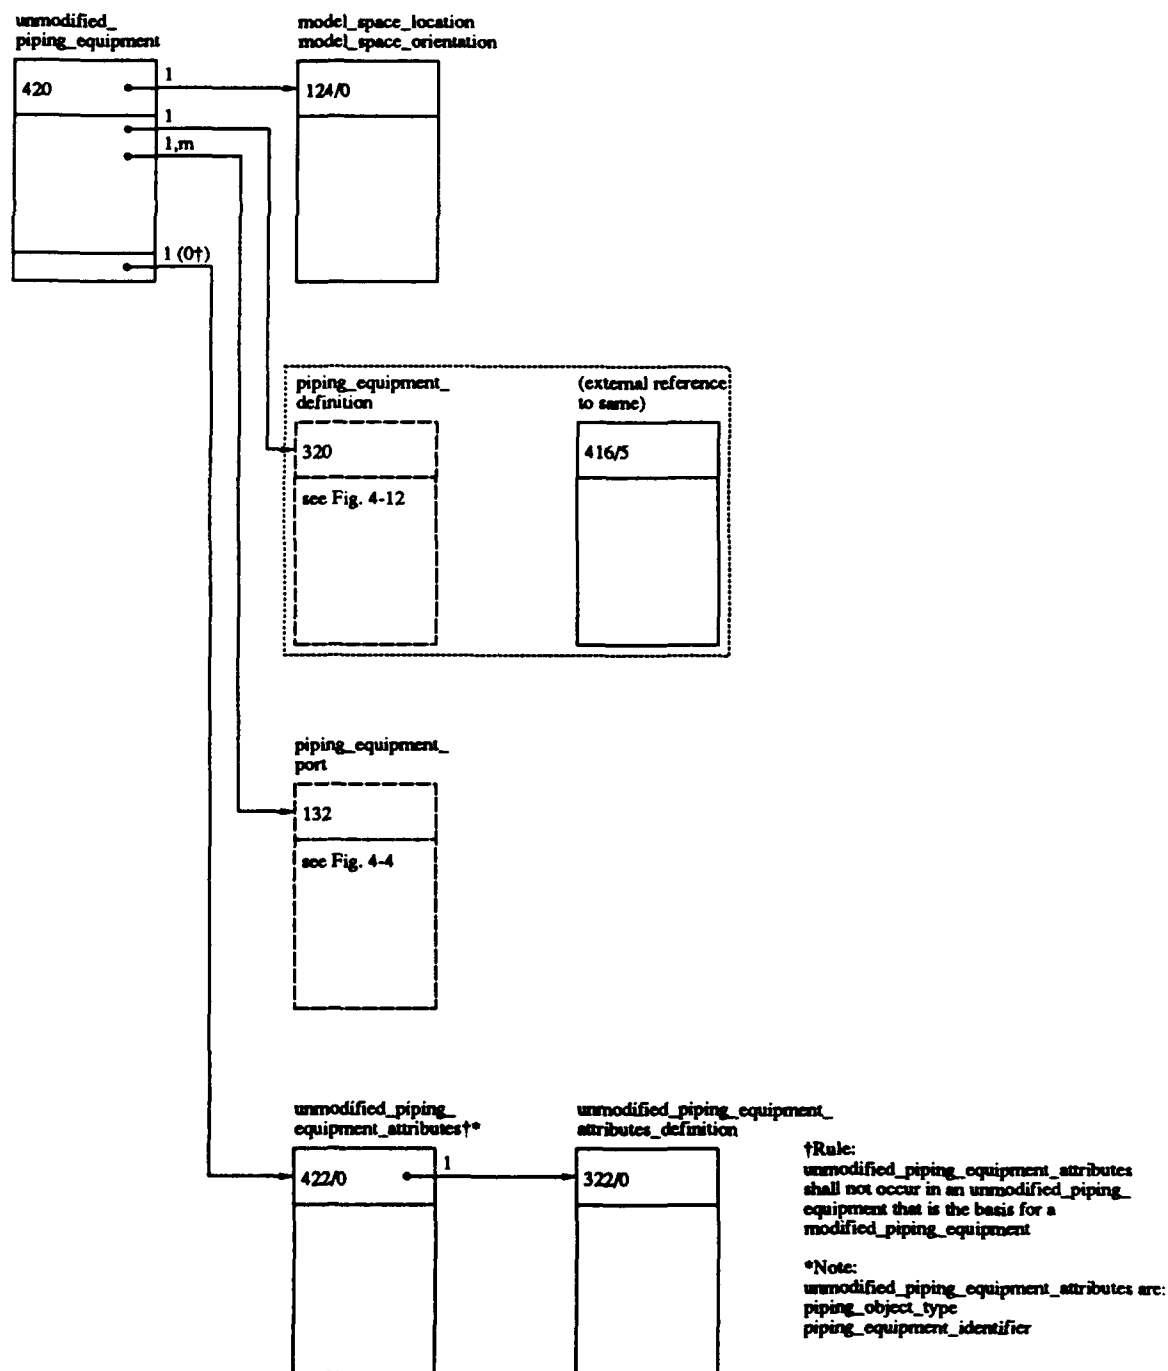 unmodified_
piping_equipment
model_space_location
model_space_orientation
420
1
124/0
1
1,m
1 (0†)
piping_equipment_
definition
(external reference
to same)
320
416/5
see Fig. 4-12
piping_equipment_
port
132
see Fig. 4-4
unmodified_piping_
equipment_attributes†*
unmodified_piping_equipment_
attributes_definition
422/0
1
322/0
†Rule:
unmodified_piping_equipment_attributes
shall not occur in an unmodified_piping_
equipment that is the basis for a
modified_piping_equipment
*Note:
unmodified_piping_equipment_attributes are:
piping_object_type
piping_equipment_identifier